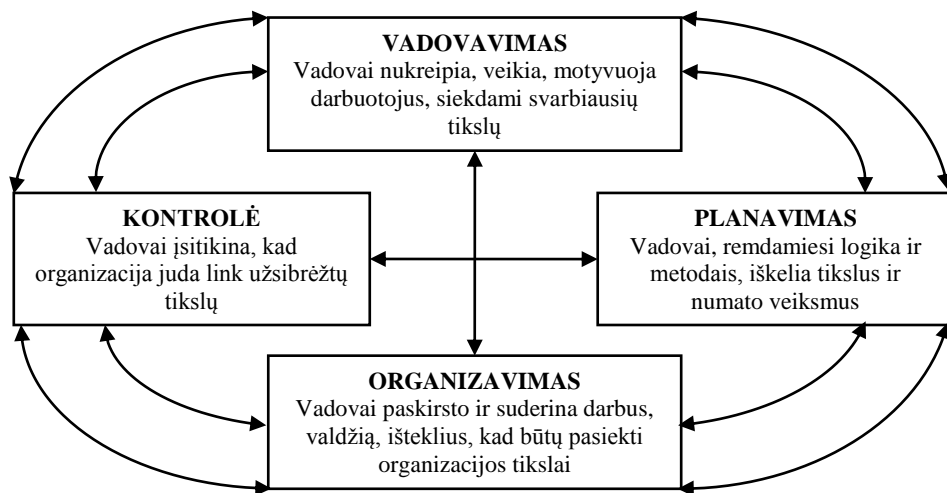 VADOVAVIMAS
Vadovai nukreipia, veikia, motyvuoja
darbuotojus, siekdami svarbiausių
tikslų
KONTROLĖ
Vadovai įsitikina, kad
organizacija juda link užsibrėžtų
tikslų
PLANAVIMAS
Vadovai, remdamiesi logika ir
metodais, iškelia tikslus ir
numato veiksmus
ORGANIZAVIMAS
Vadovai paskirsto ir suderina darbus,
valdžią, išteklius, kad būtų pasiekti
organizacijos tikslai